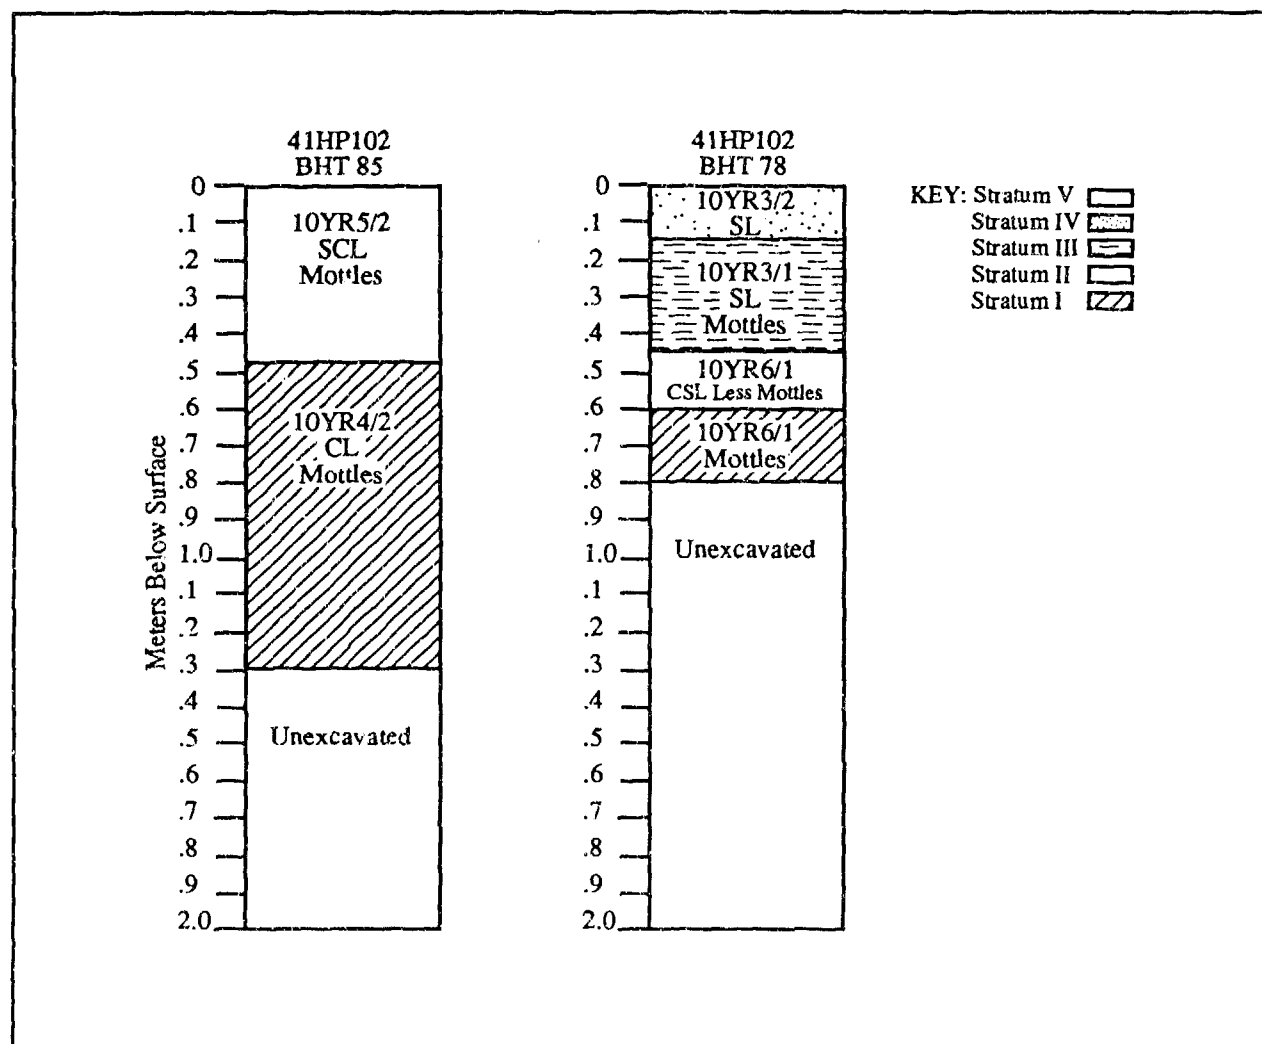 41HP102
BHT 85
0
.1
.2
.3
.4
.5
.6
.7
.8
.9
1.0
.1
.2
.3
.4
.5
.6
.7
.8
.9
2.0
Meters Below Surface
10YR5/2
SCL
Mottles
10YR4/2
CL
Mottles
Unexcavated
41HP102
BHT 78
0
.1
.2
.3
.4
.5
.6
.7
.8
.9
1.0
.1
.2
.3
.4
.5
.6
.7
.8
.9
2.0
10YR3/2
SL
10YR3/1
SL
Mottles
10YR6/1
CSL Less Mottles
10YR6/1
Mottles
Unexcavated
KEY: Stratum V
Stratum IV
Stratum III
Stratum II
Stratum I